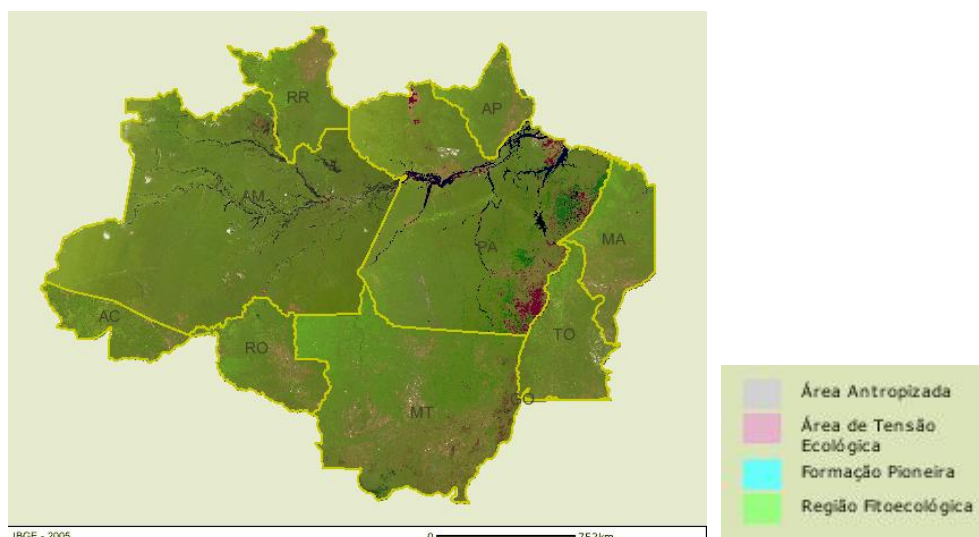 RR
AP
AM
PA
MA
AC
RO
TO
MT
GO
IBGE - 2005
0 752km
Área Antropizada
Área de Tensão
Ecológica
Formação Pioneira
Região Fitoecológica